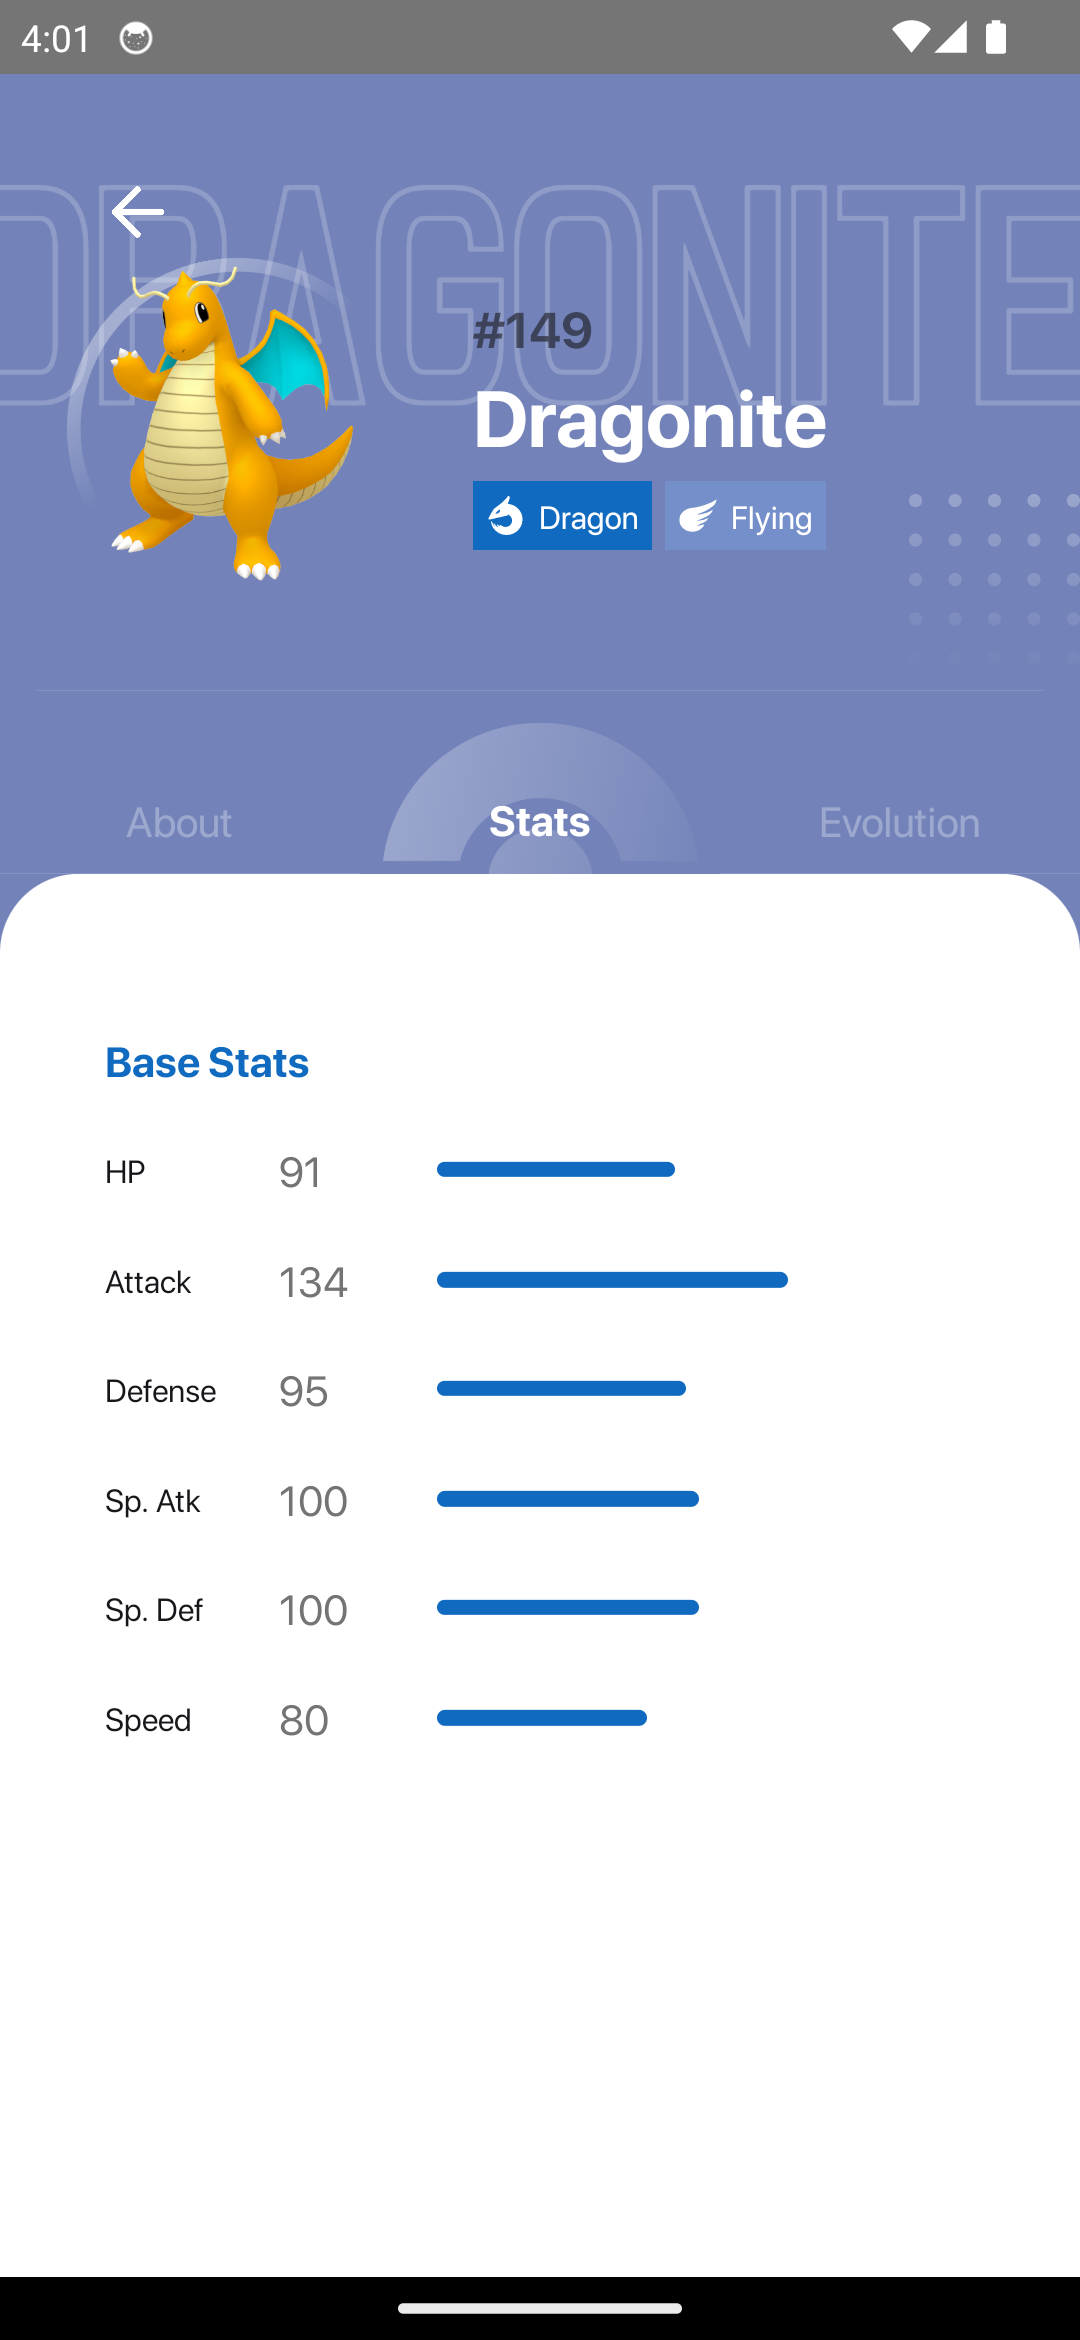 4:01
DRAGONITE
#149
Dragonite
Dragon Flying
About Stats Evolution
Base Stats
HP 91
Attack 134
Defense 95
Sp. Atk 100
Sp. Def 100
Speed 80